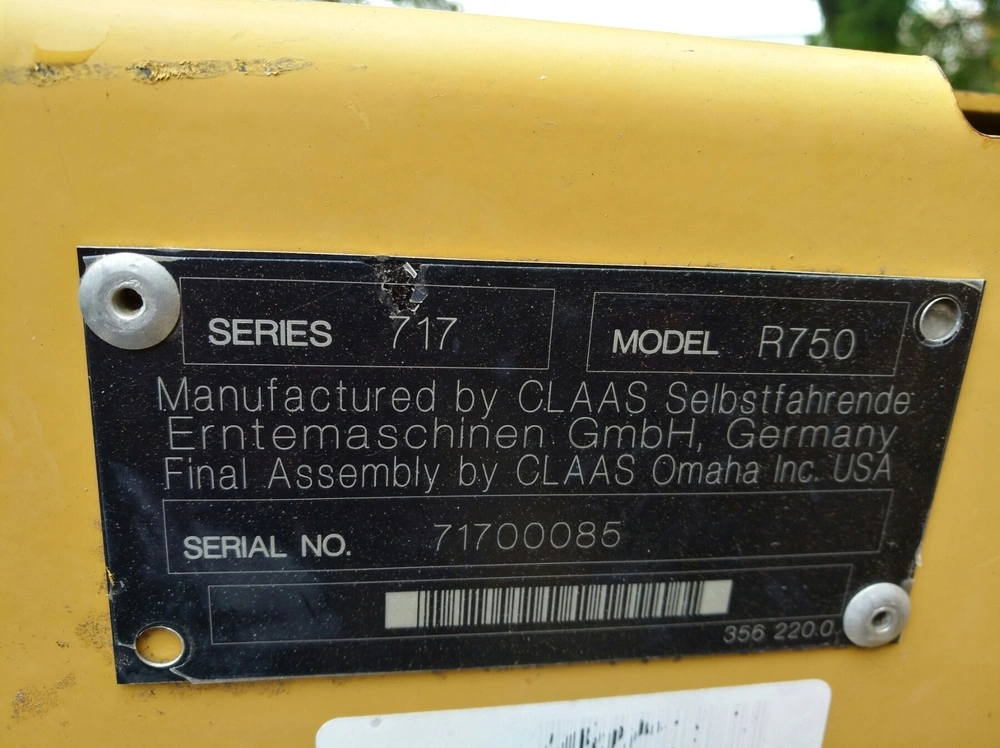 SERIES 717 MODEL R750
Manufactured by CLAAS Selbstfahrende
Erntemaschinen GmbH, Germany
Final Assembly by CLAAS Omaha Inc. USA
SERIAL NO. 71700085
356 220.0